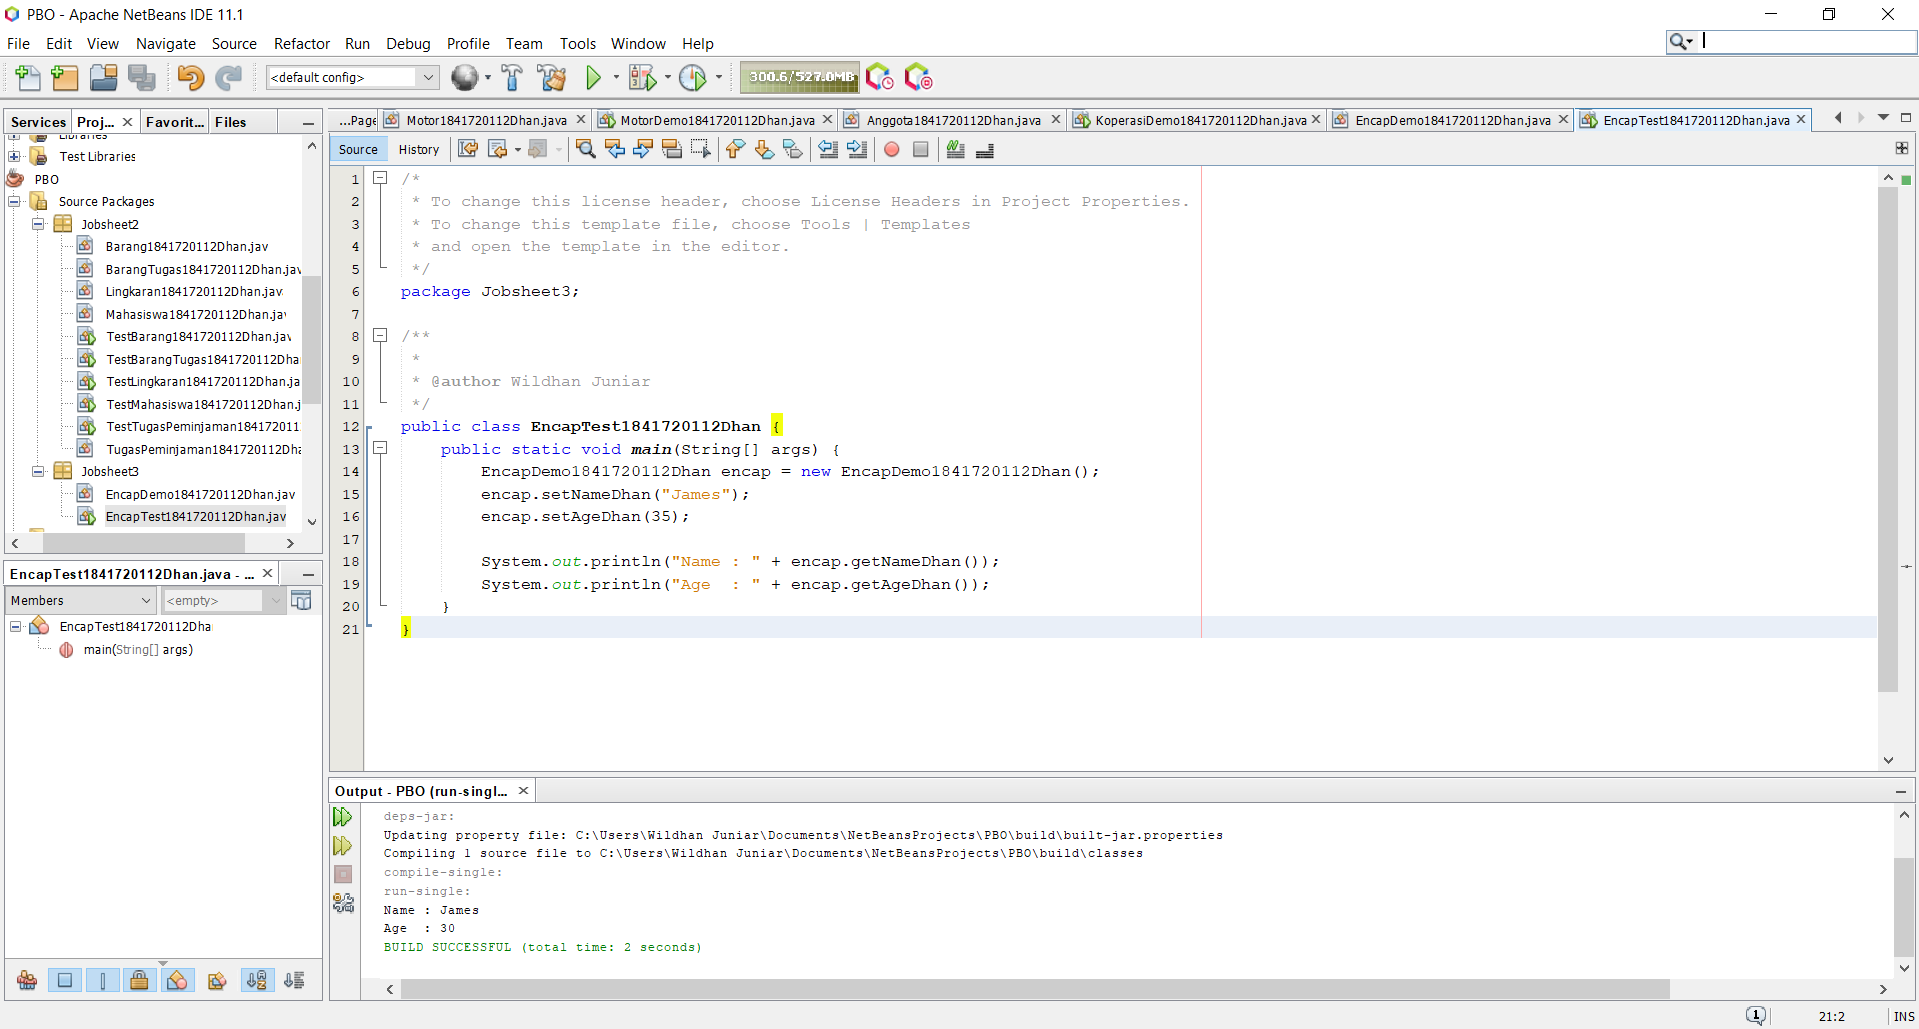 PBO - Apache NetBeans IDE 11.1
File Edit View Navigate Source Refactor Run Debug Profile Team Tools Window Help
<default config>
300.6/527.0MB
Services Proj... Favorit... Files
Libraries
Test Libraries
PBO
Source Packages
Jobsheet2
Barang1841720112Dhan.jav
BarangTugas1841720112Dhan.jav
Lingkaran1841720112Dhan.jav
Mahasiswa1841720112Dhan.jav
TestBarang1841720112Dhan.jav
TestBarangTugas1841720112Dha
TestLingkaran1841720112Dhan.ja
TestMahasiswa1841720112Dhan.j
TestTugasPeminjaman184172011
TugasPeminjaman1841720112Dha
Jobsheet3
EncapDemo1841720112Dhan.jav
EncapTest1841720112Dhan.jav
EncapTest1841720112Dhan.java - ...
Members <empty>
EncapTest1841720112Dha
main(String[] args)
...Page Motor1841720112Dhan.java MotorDemo1841720112Dhan.java Anggota1841720112Dhan.java KoperasiDemo1841720112Dhan.java EncapDemo1841720112Dhan.java EncapTest1841720112Dhan.java
Source History
1 /*
2 * To change this license header, choose License Headers in Project Properties.
3 * To change this template file, choose Tools | Templates
4 * and open the template in the editor.
5 */
6 package Jobsheet3;
7
8 /**
9 *
10 * @author Wildhan Juniar
11 */
12 public class EncapTest1841720112Dhan {
13 public static void main(String[] args) {
14 EncapDemo1841720112Dhan encap = new EncapDemo1841720112Dhan();
15 encap.setNameDhan("James");
16 encap.setAgeDhan(35);
17
18 System.out.println("Name : " + encap.getNameDhan());
19 System.out.println("Age  : " + encap.getAgeDhan());
20 }
21 }
Output - PBO (run-singl...
deps-jar:
Updating property file: C:\Users\Wildhan Juniar\Documents\NetBeansProjects\PBO\build\built-jar.properties
Compiling 1 source file to C:\Users\Wildhan Juniar\Documents\NetBeansProjects\PBO\build\classes
compile-single:
run-single:
Name : James
Age  : 30
BUILD SUCCESSFUL (total time: 2 seconds)
1 21:2 INS